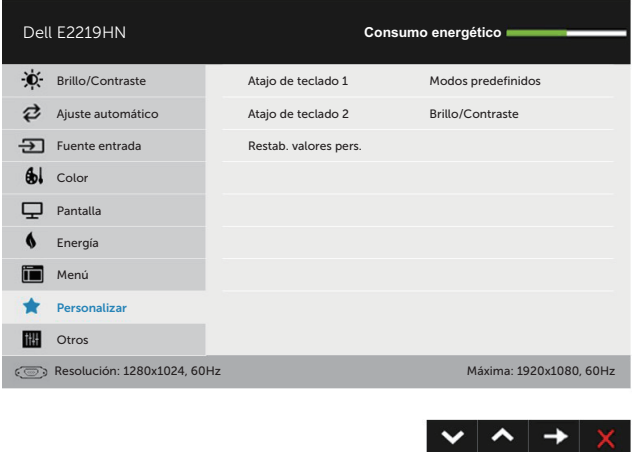 Dell E2219HN Consumo energético
Brillo/Contraste Atajo de teclado 1 Modos predefinidos
Ajuste automático Atajo de teclado 2 Brillo/Contraste
Fuente entrada Restab. valores pers.
Color
Pantalla
Energía
Menú
Personalizar
Otros
Resolución: 1280x1024, 60Hz Máxima: 1920x1080, 60Hz